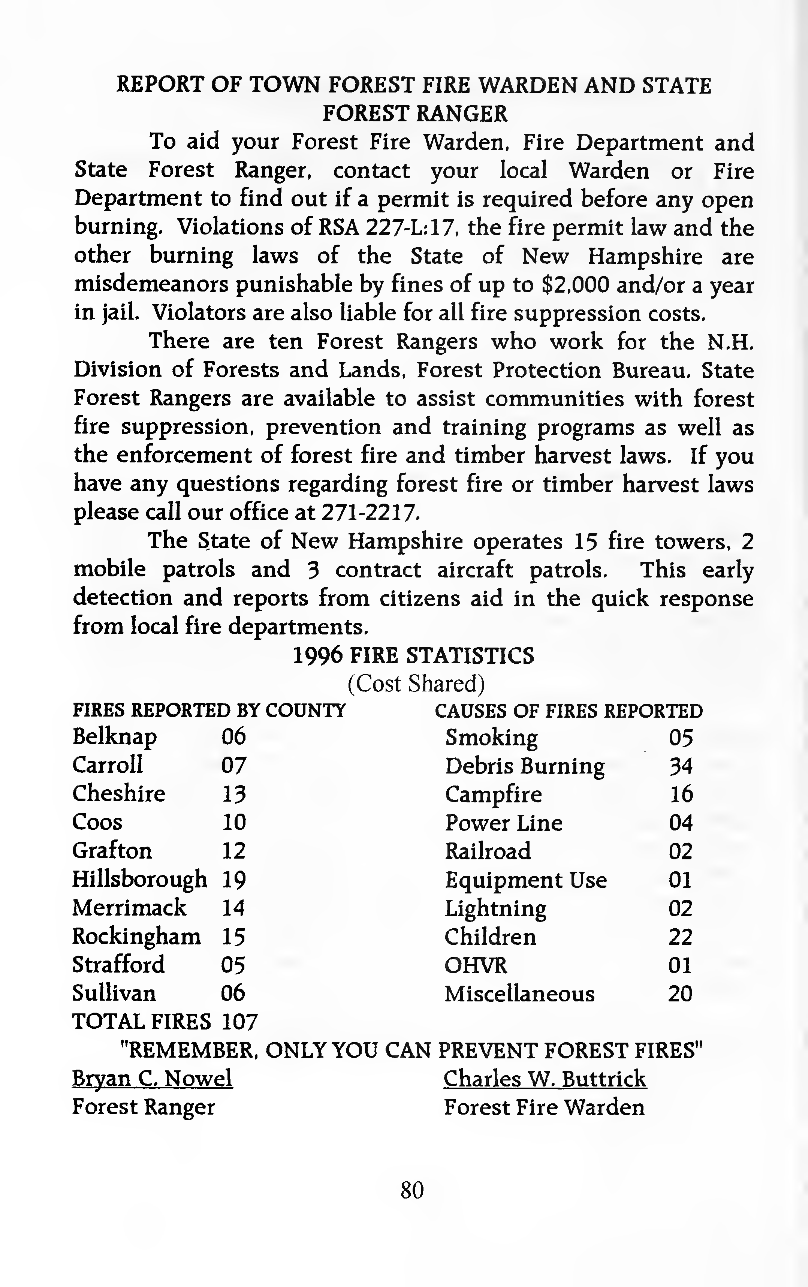 REPORT OF TOWN FOREST FIRE WARDEN AND STATE
FOREST RANGER
To aid your Forest Fire Warden, Fire Department and
State Forest Ranger, contact your local Warden or Fire
Department to find out if a permit is required before any open
burning. Violations of RSA 227-L:17, the fire permit law and the
other burning laws of the State of New Hampshire are
misdemeanors punishable by fines of up to $2,000 and/or a year
in jail. Violators are also liable for all fire suppression costs.
There are ten Forest Rangers who work for the N.H.
Division of Forests and Lands, Forest Protection Bureau. State
Forest Rangers are available to assist communities with forest
fire suppression, prevention and training programs as well as
the enforcement of forest fire and timber harvest laws. If you
have any questions regarding forest fire or timber harvest laws
please call our office at 271-2217.
The State of New Hampshire operates 15 fire towers, 2
mobile patrols and 3 contract aircraft patrols. This early
detection and reports from citizens aid in the quick response
from local fire departments.
1996 FIRE STATISTICS
(Cost Shared)
FIRES REPORTED BY COUNTY CAUSES OF FIRES REPORTED
Belknap 06 Smoking 05
Carroll 07 Debris Burning 34
Cheshire 13 Campfire 16
Coos 10 Power Line 04
Grafton 12 Railroad 02
Hillsborough 19 Equipment Use 01
Merrimack 14 Lightning 02
Rockingham 15 Children 22
Strafford 05 OHVR 01
Sullivan 06 Miscellaneous 20
TOTAL FIRES 107
"REMEMBER, ONLY YOU CAN PREVENT FOREST FIRES"
Bryan C. Nowel Charles W. Buttrick
Forest Ranger Forest Fire Warden
80